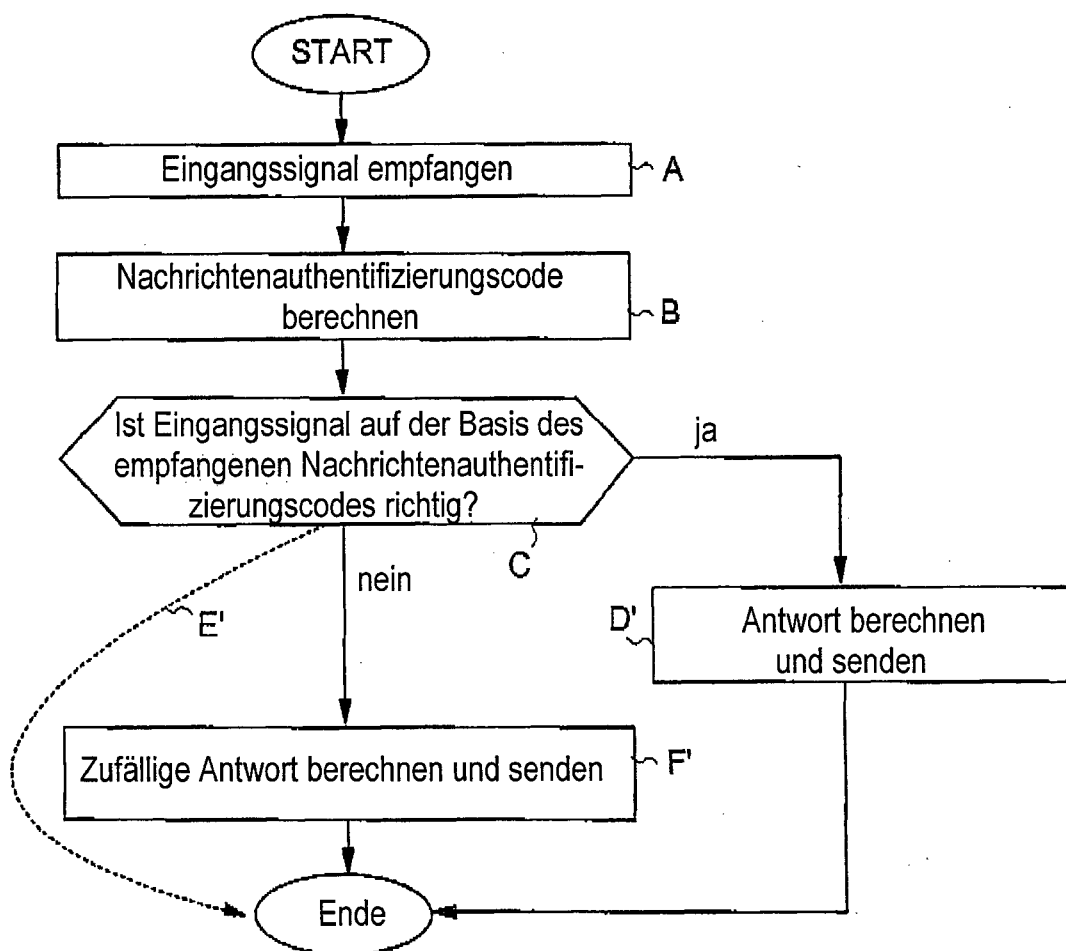 START
Eingangssignal empfangen
A
Nachrichtenauthentifizierungscode
berechnen
B
Ist Eingangssignal auf der Basis des
empfangenen Nachrichtenauthentifi-
zierungscodes richtig?
ja
C
nein
E'
D'
Antwort berechnen
und senden
Zufällige Antwort berechnen und senden
F'
Ende